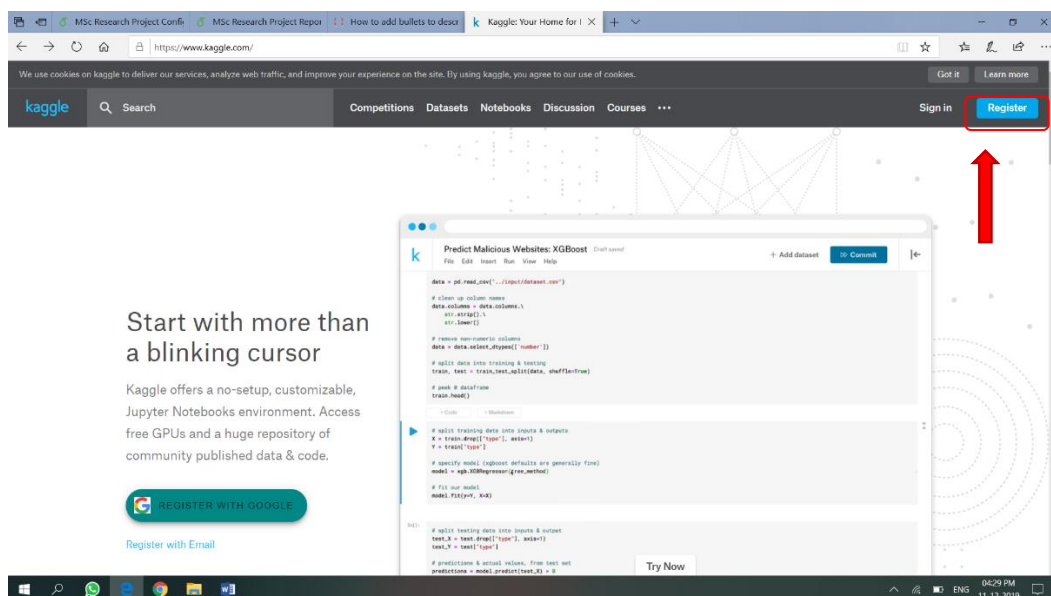 MSc Research Project Config
MSc Research Project Repor
How to add bullets to descr
Kaggle: Your Home for
https://www.kaggle.com/
We use cookies on kaggle to deliver our services, analyze web traffic, and improve your experience on the site. By using kaggle, you agree to our use of cookies.
Got it
Learn more
kaggle
Search
Competitions Datasets Notebooks Discussion Courses
Sign in
Register
Predict Malicious Websites: XGBoost Draft saved
File Edit Insert Run View Help
+ Add dataset
Commit
data = pd.read_csv("../input/dataset.csv")
# clean up column names
data.columns = data.columns.\
str.strip().\
str.lower()
# remove non-numeric columns
data = data.select_dtypes(['number'])
# split data into training & testing
train, test = train_test_split(data, shuffle=True)
# peek @ dataframe
train.head()
+ Code
+ Markdown
# split training data into inputs & outputs
X = train.drop(["type"], axis=1)
Y = train["type"]
# specify model (xgboost defaults are generally fine)
model = xgb.XGBRegressor(tree_method)
# fit our model
model.fit(y=Y, X=X)
# split testing data into inputs & output
test_X = test.drop(["type"], axis=1)
test_Y = test["type"]
# predictions & actual values, from test set
predictions = model.predict(test_X) > 0
Start with more than
a blinking cursor
Kaggle offers a no-setup, customizable,
Jupyter Notebooks environment. Access
free GPUs and a huge repository of
community published data & code.
REGISTER WITH GOOGLE
Register with Email
Try Now
ENG
04:29 PM
11-12-2019